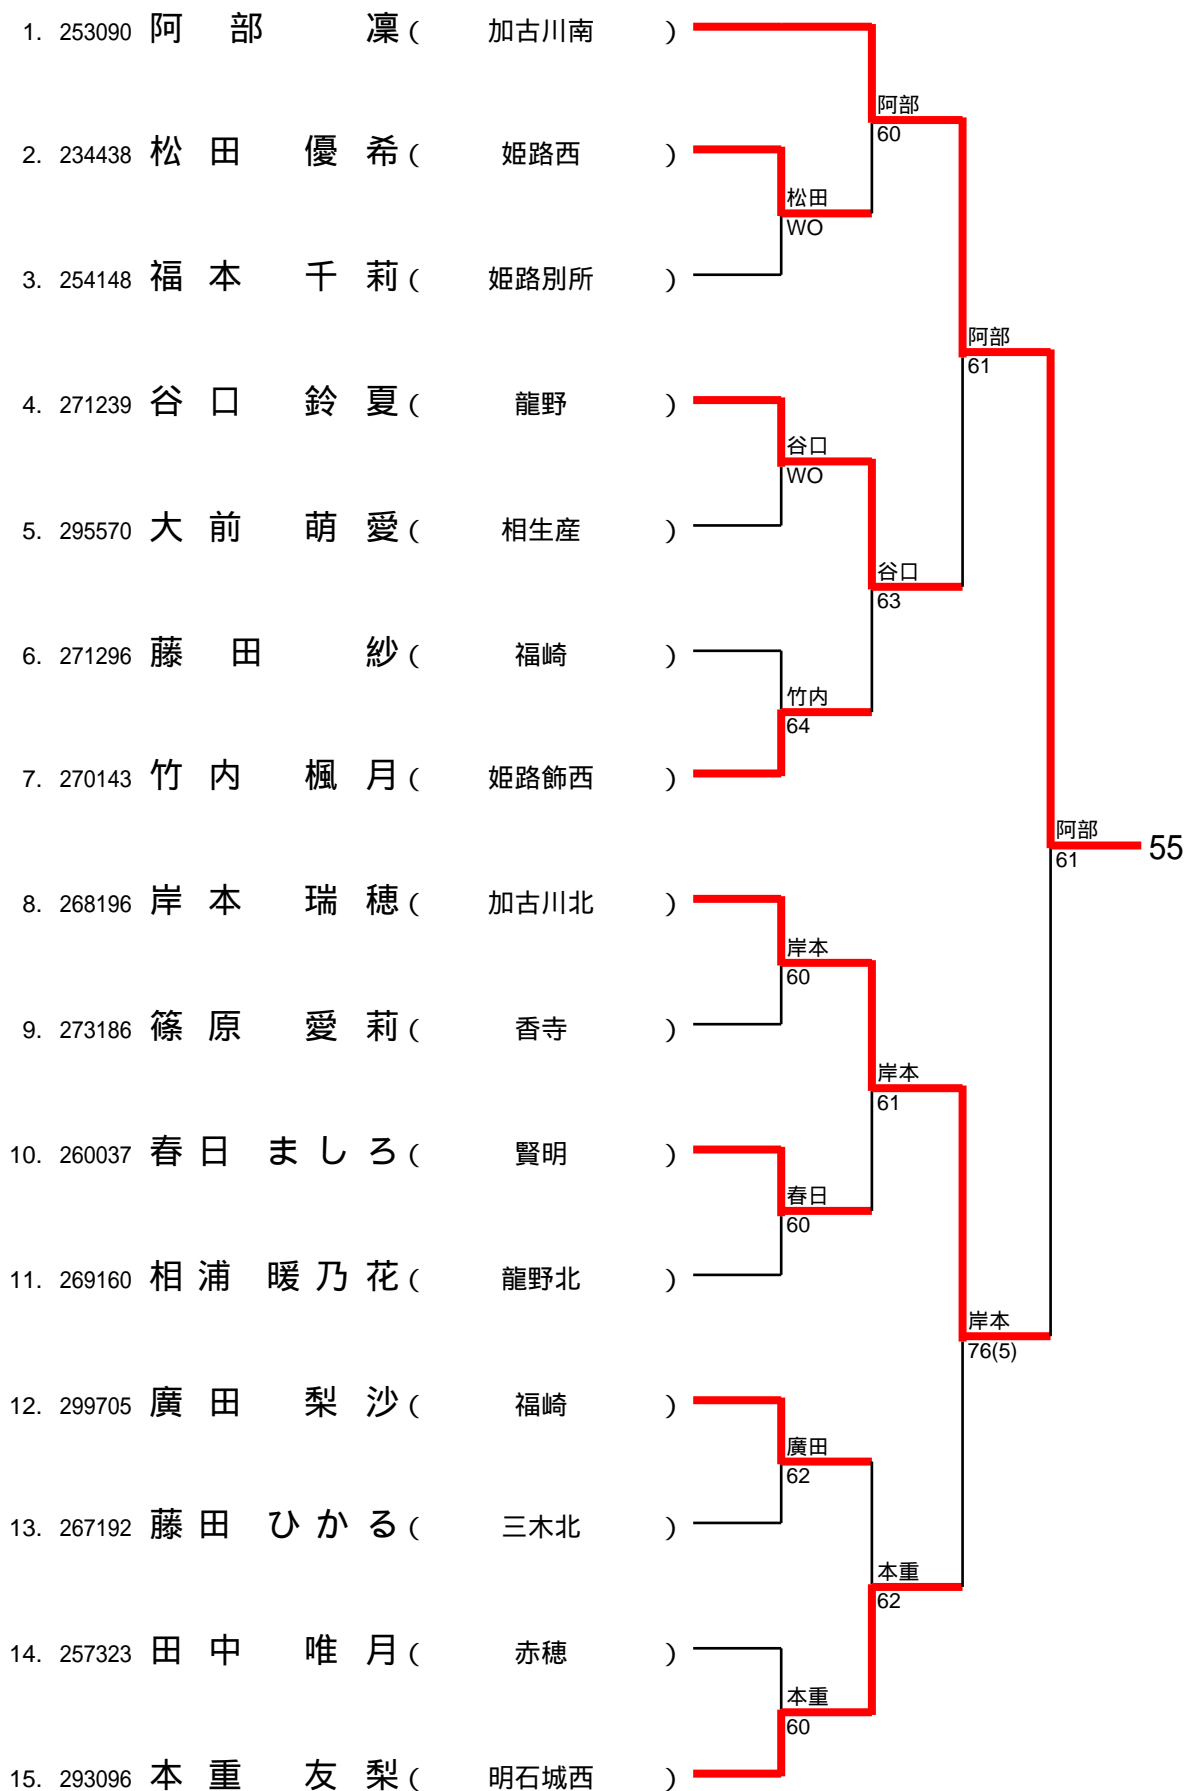 1. 253090 阿部 凜 ( 加古川南 )
阿部
60
2. 234438 松田 優希 ( 姫路西 )
松田
WO
3. 254148 福本 千莉 ( 姫路別所 )
阿部
61
4. 271239 谷口 鈴夏 ( 龍野 )
谷口
WO
5. 295570 大前 萌愛 ( 相生産 )
谷口
63
6. 271296 藤田 紗 ( 福崎 )
竹内
64
7. 270143 竹内 楓月 ( 姫路飾西 )
阿部
61
55
8. 268196 岸本 瑞穂 ( 加古川北 )
岸本
60
9. 273186 篠原 愛莉 ( 香寺 )
岸本
61
10. 260037 春日 ましろ ( 賢明 )
春日
60
11. 269160 相浦 暖乃花 ( 龍野北 )
岸本
76(5)
12. 299705 廣田 梨沙 ( 福崎 )
廣田
62
13. 267192 藤田 ひかる ( 三木北 )
本重
62
14. 257323 田中 唯月 ( 赤穂 )
本重
60
15. 293096 本重 友梨 ( 明石城西 )